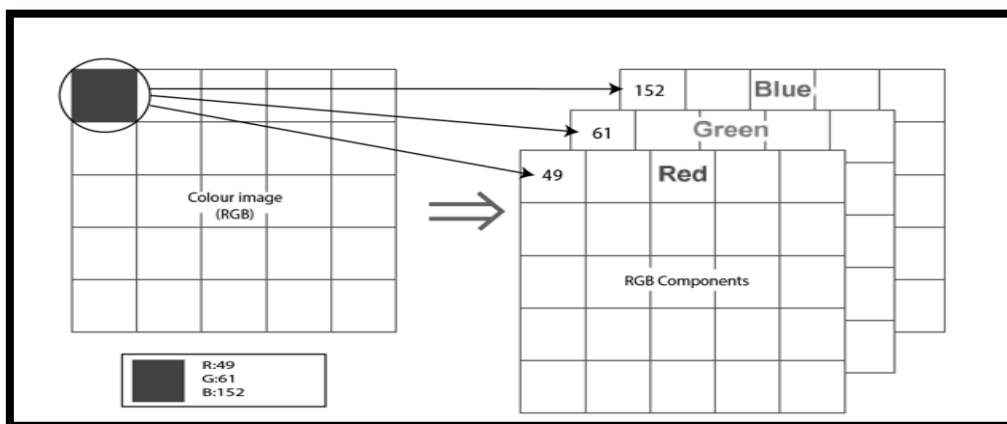 152
Blue
61
Green
49
Red
Colour image
(RGB)
RGB Components
R:49
G:61
B:152